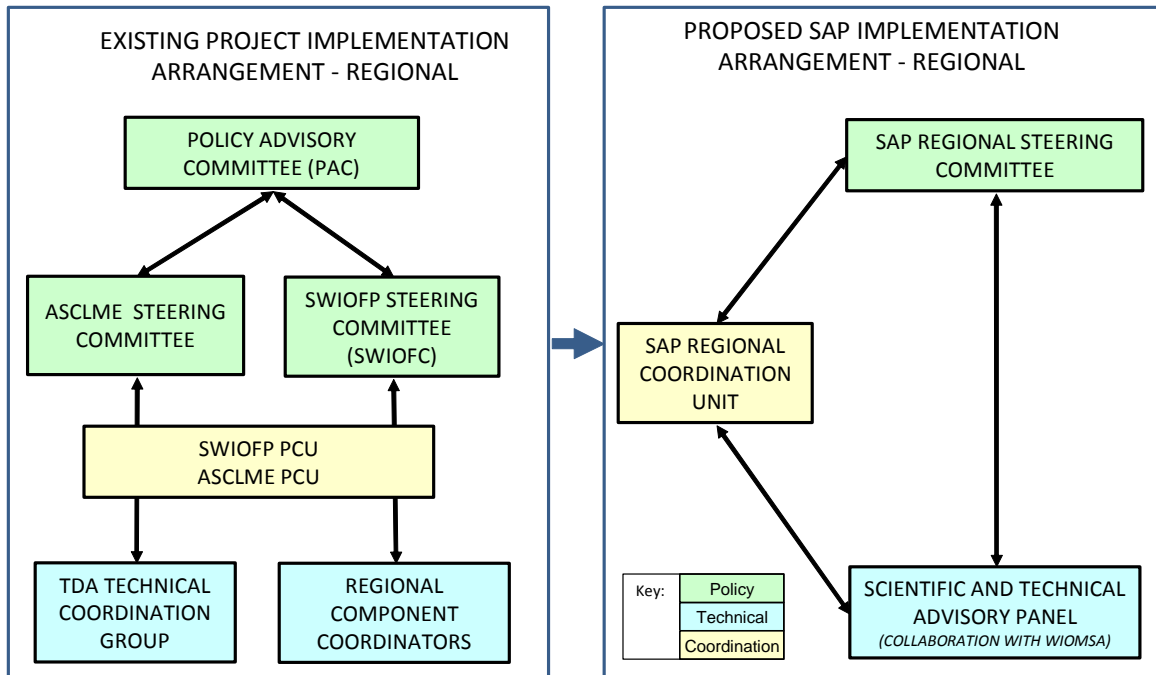 EXISTING PROJECT IMPLEMENTATION
ARRANGEMENT - REGIONAL
POLICY ADVISORY
COMMITTEE (PAC)
ASCLME STEERING
COMMITTEE
SWIOFP STEERING
COMMITTEE
(SWIOFC)
SWIOFP PCU
ASCLME PCU
TDA TECHNICAL
COORDINATION
GROUP
REGIONAL
COMPONENT
COORDINATORS
PROPOSED SAP IMPLEMENTATION
ARRANGEMENT - REGIONAL
SAP REGIONAL STEERING
COMMITTEE
SAP REGIONAL
COORDINATION
UNIT
Key:
Policy
Technical
Coordination
SCIENTIFIC AND TECHNICAL
ADVISORY PANEL
(COLLABORATION WITH WIOMSA)